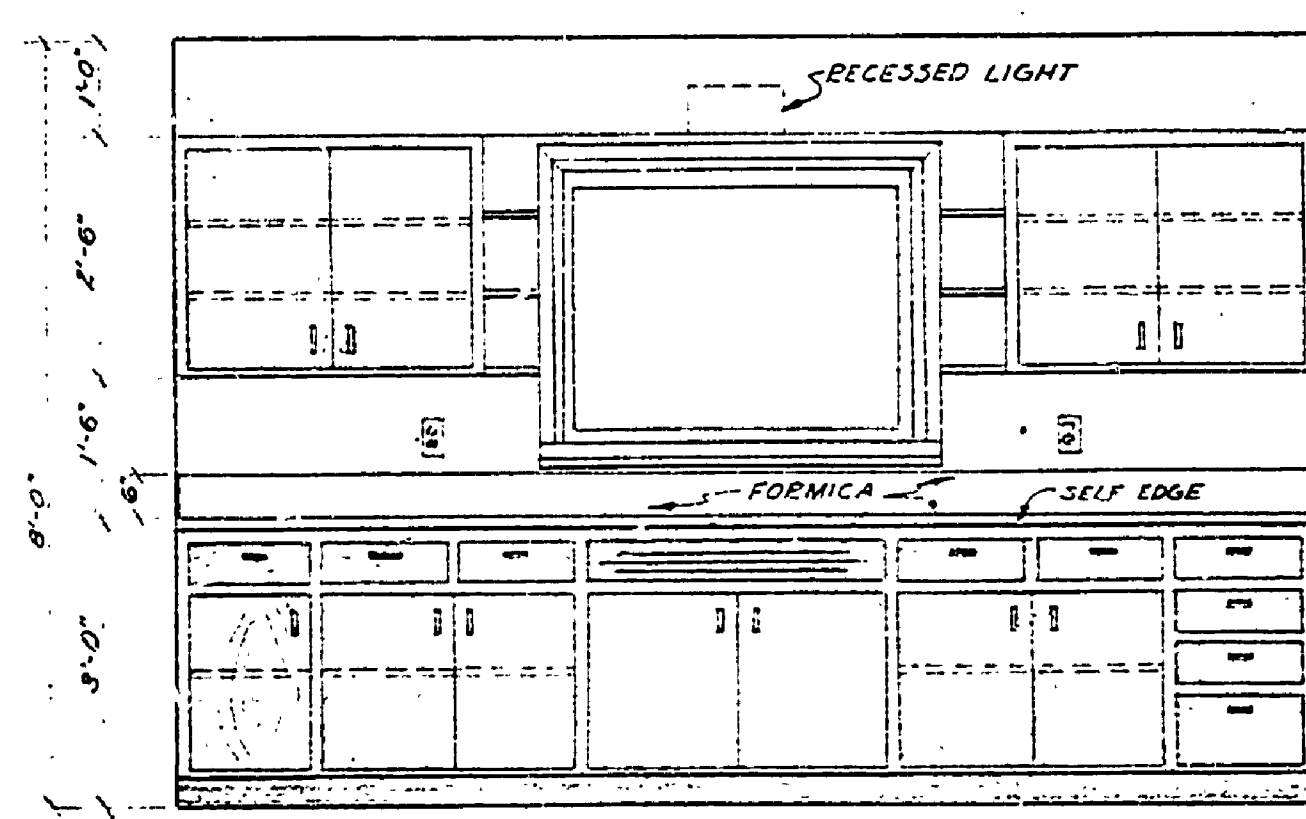 1'-0"
RECESSED LIGHT
2'-6"
1'-6"
6"
8'-0"
FORMICA
SELF EDGE
3'-0"